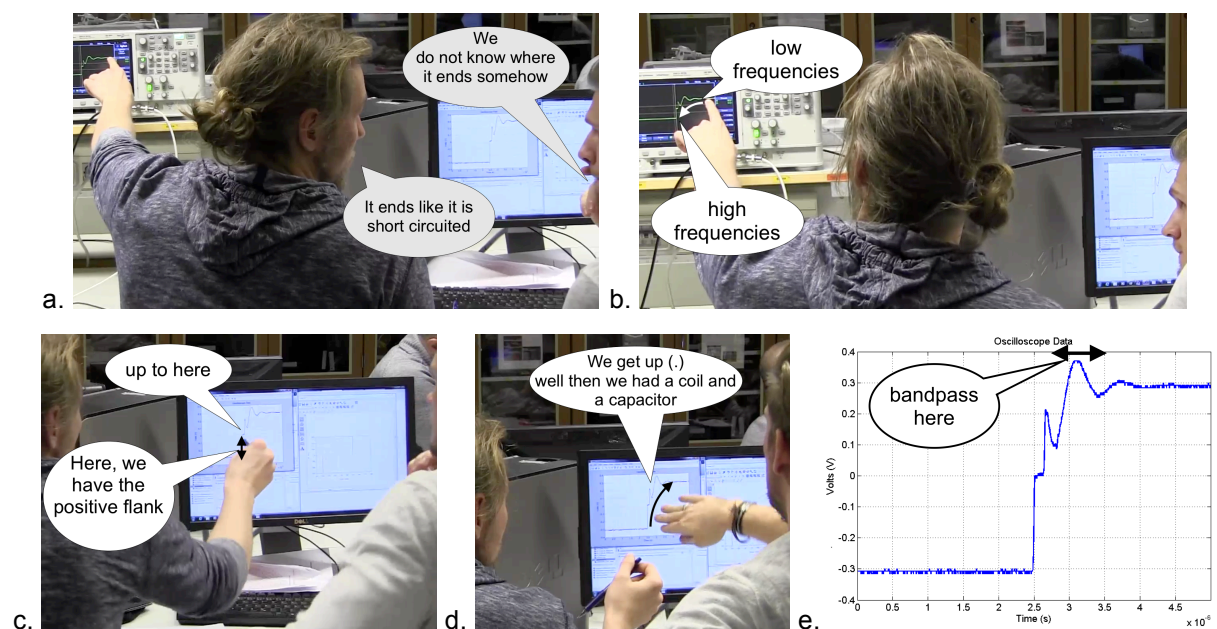 We
do not know where
it ends somehow
It ends like it is
short circuited
a.
low
frequencies
high
frequencies
b.
up to here
Here, we
have the
positive flank
DELL
c.
We get up (.)
well then we had a coil and
a capacitor
d.
Oscilloscope Data
bandpass
here
Volts (V)
0.4
0.3
0.2
0.1
0
-0.1
-0.2
-0.3
-0.4
0 0.5 1 1.5 2 2.5 3 3.5 4 4.5
Time (s)
x 10⁻⁶
e.